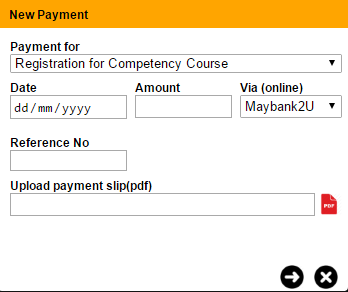 New Payment
Payment for
Registration for Competency Course
Date Amount Via (online)
dd/mm/yyyy Maybank2U
Reference No
Upload payment slip(pdf)
PDF